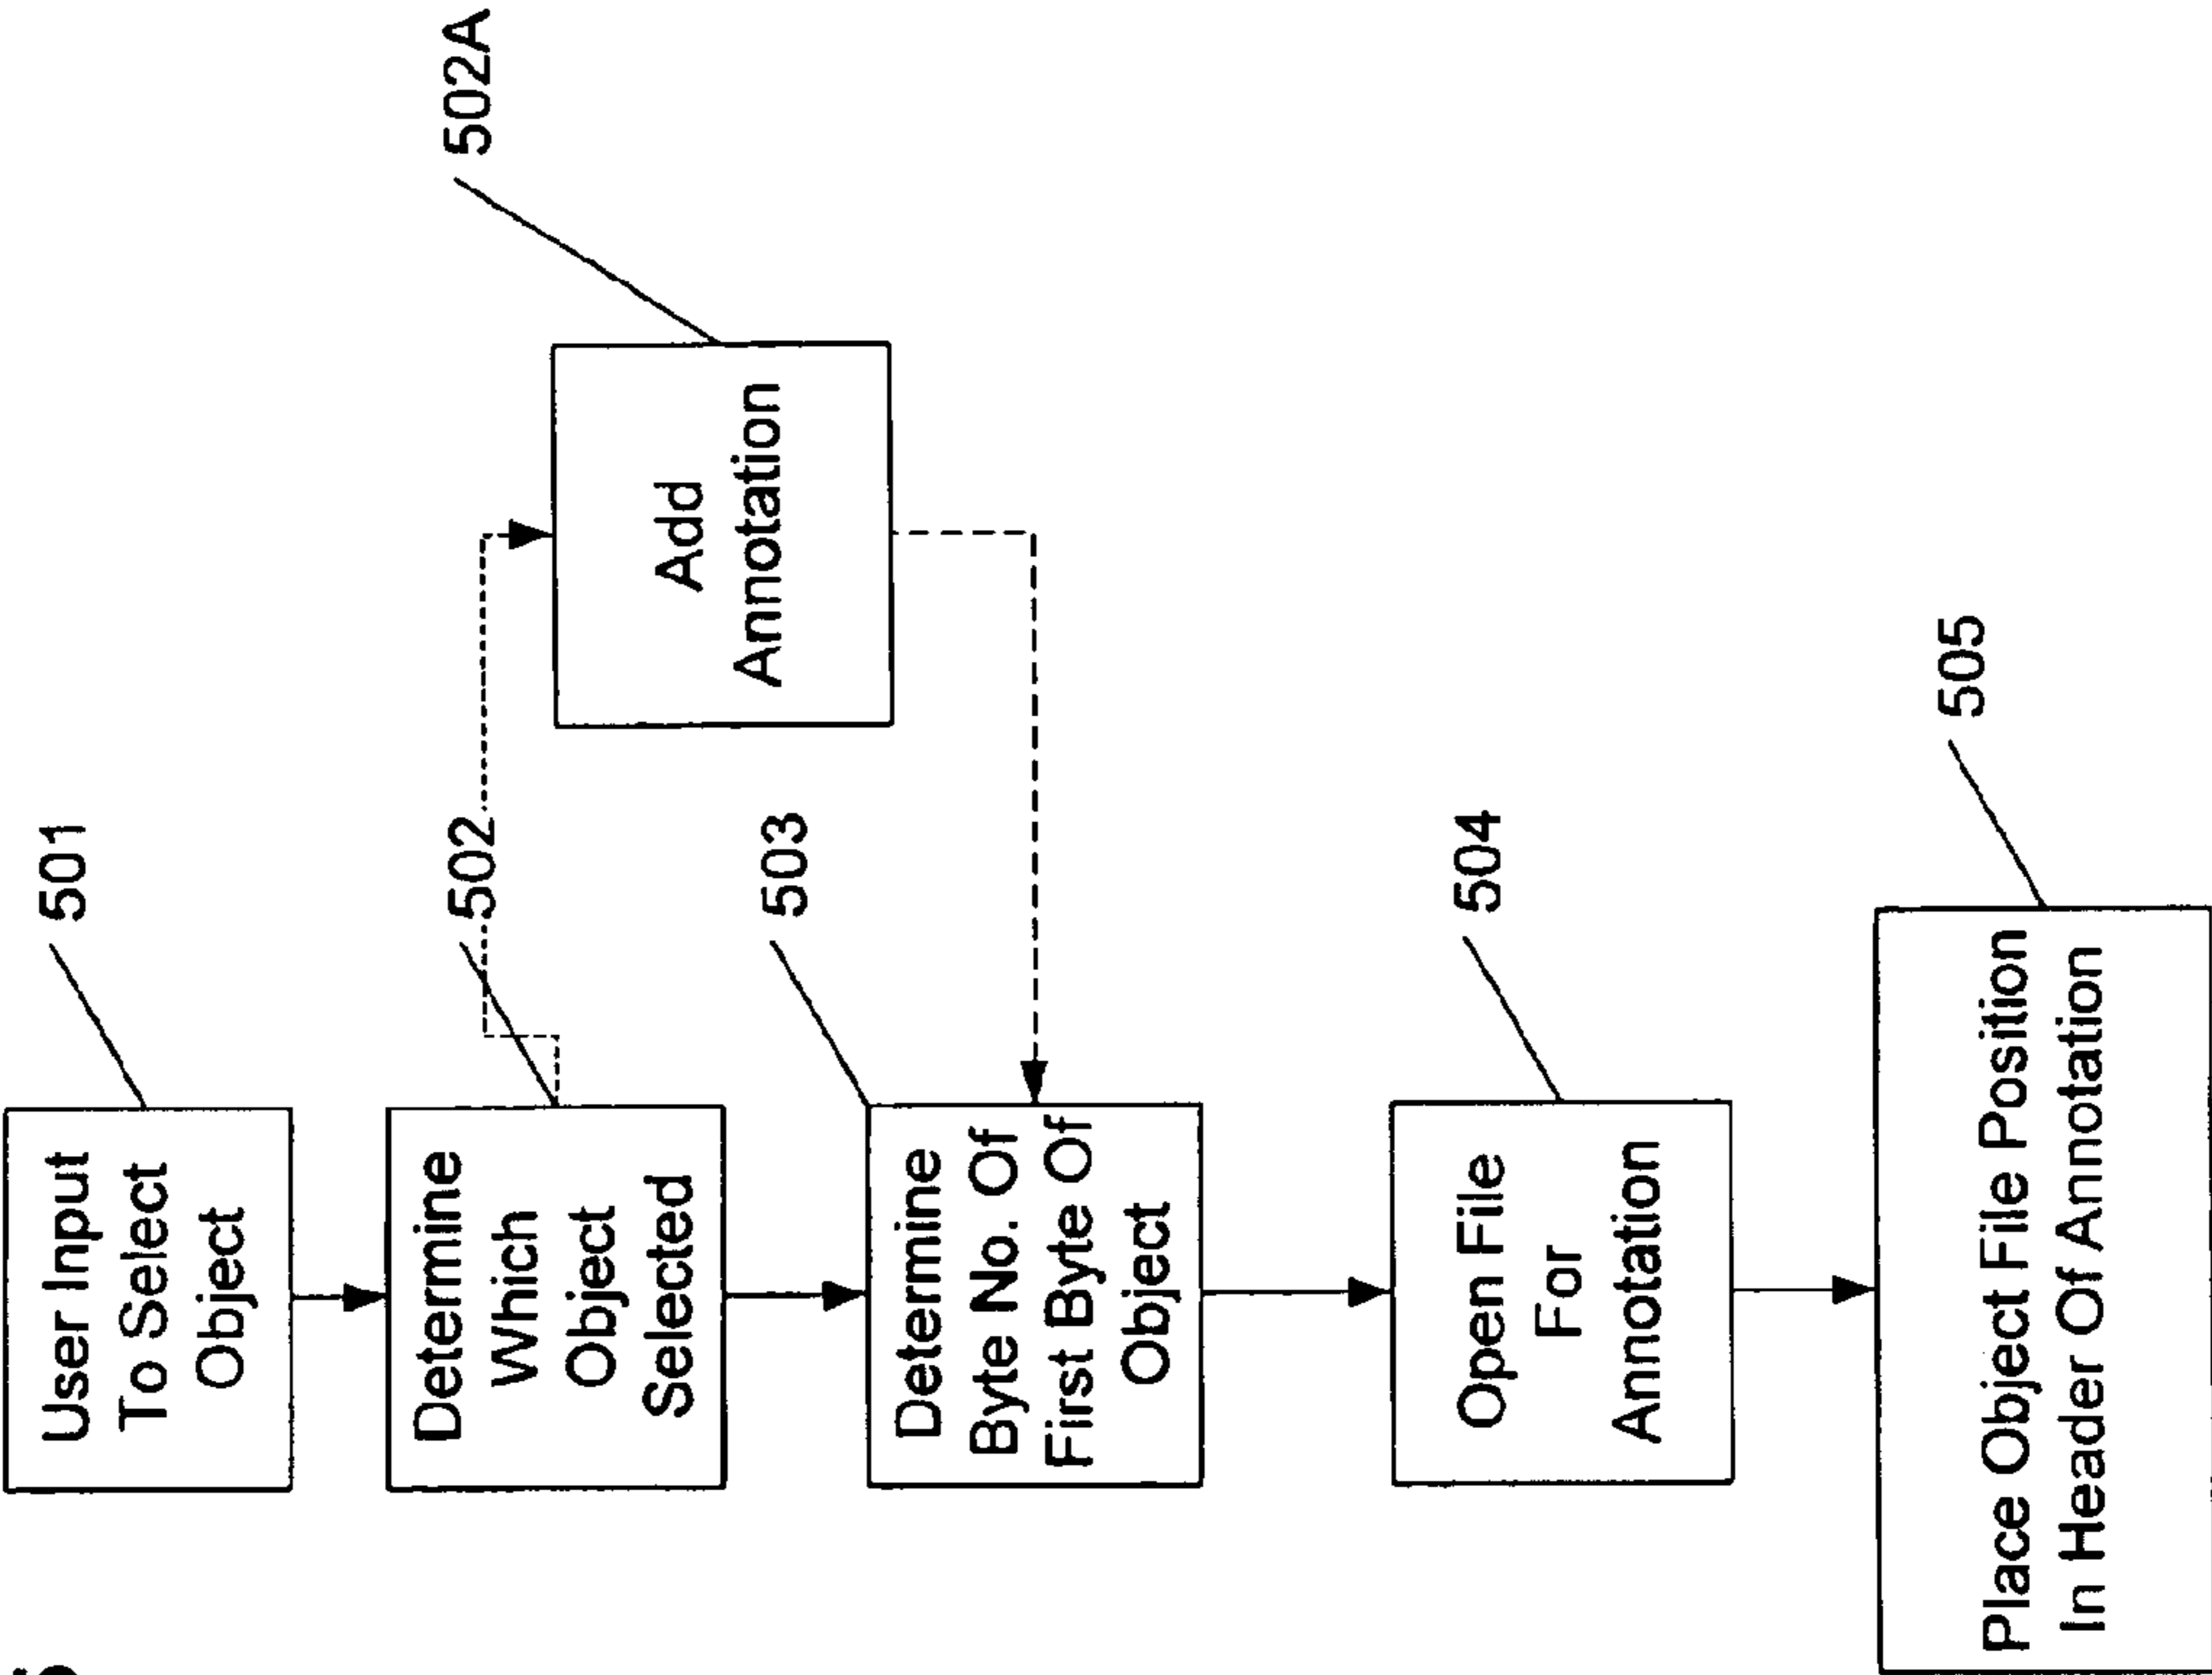 User Input
To Select
Object
501
Determine
Which
Object
Selected
502
Add
Annotation
502A
Determine
Byte No. Of
First Byte Of
Object
503
Open File
For
Annotation
504
Place Object File Position
In Header Of Annotation
505